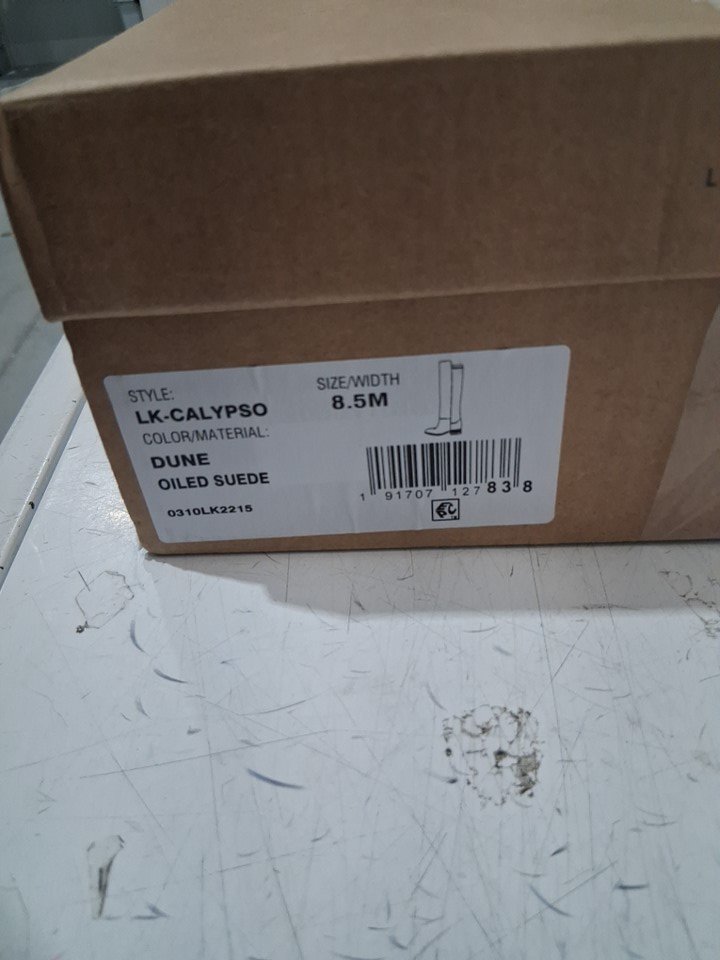 L
STYLE:
LK-CALYPSO
SIZE/WIDTH
8.5M
COLOR/MATERIAL:
DUNE
OILED SUEDE
0310LK2215
1 91707 12783 8